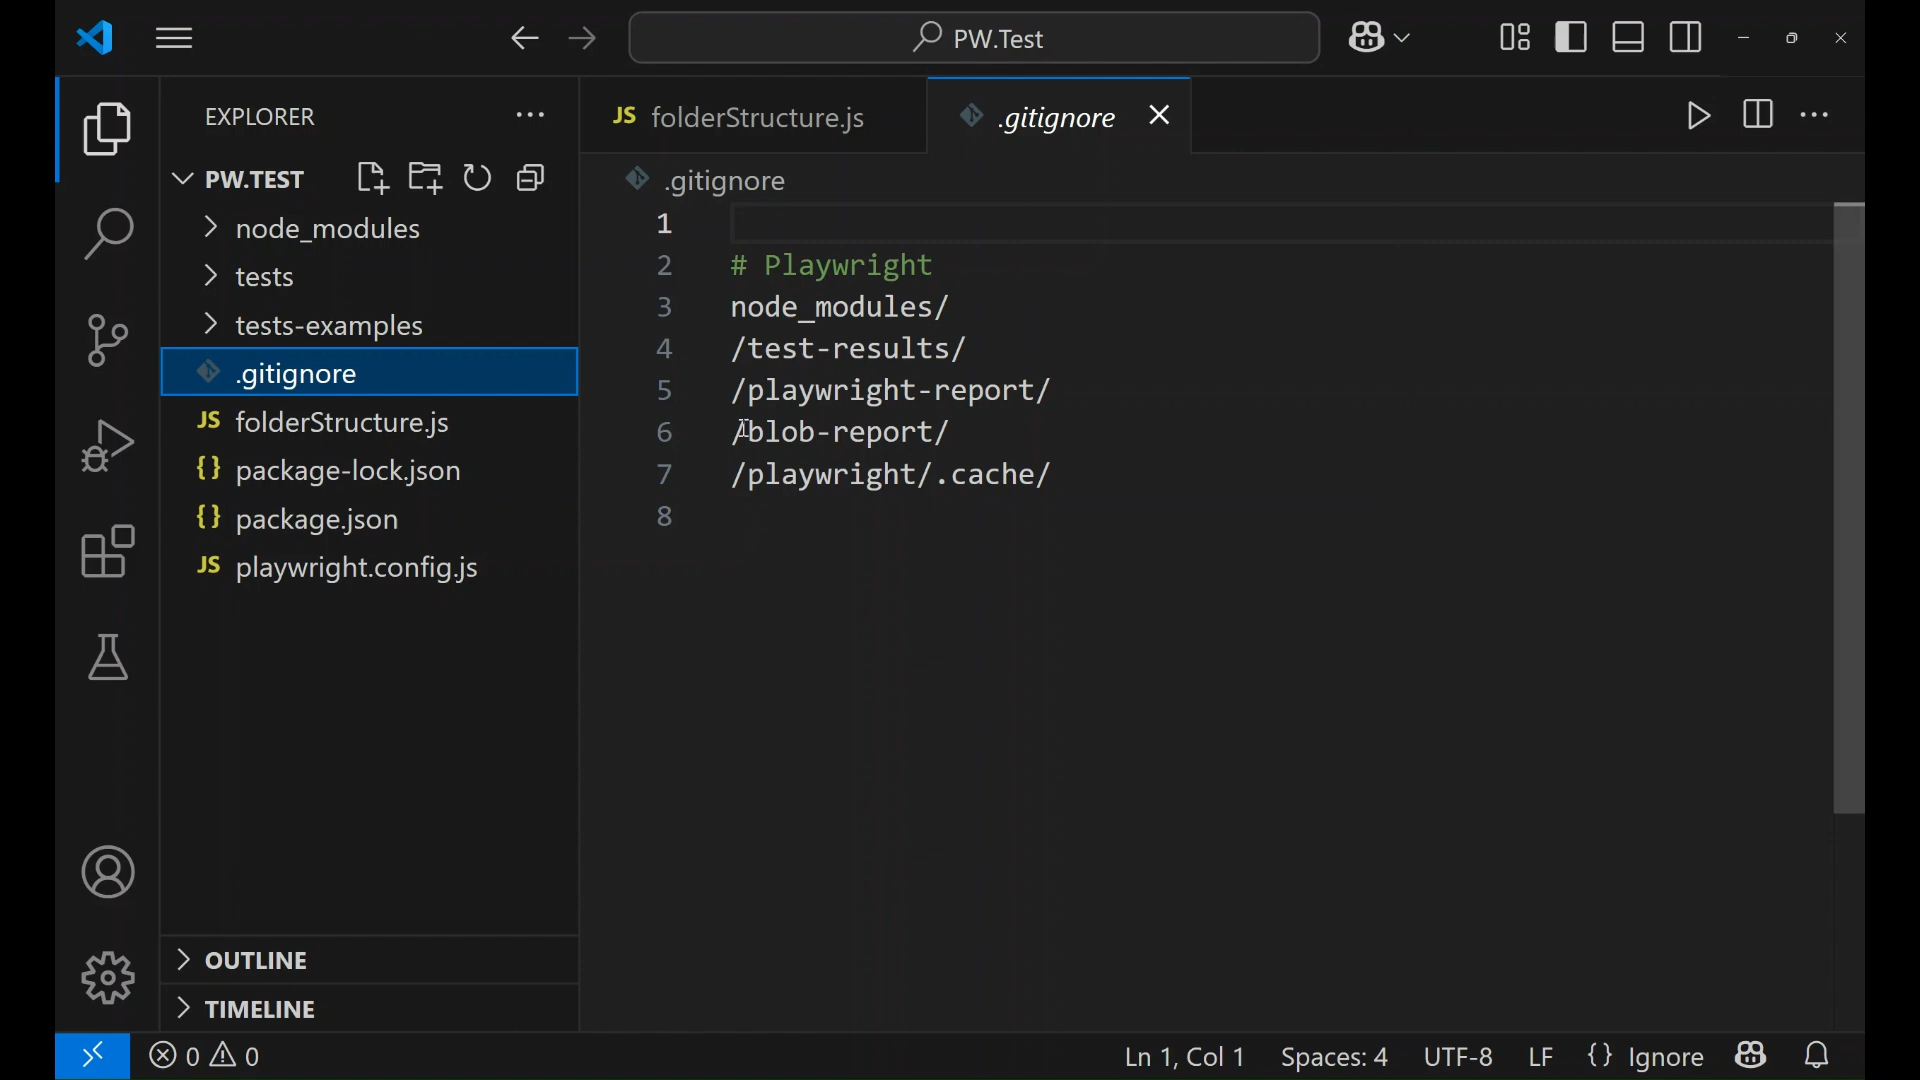 PW.Test
EXPLORER
PW.TEST
node_modules
tests
tests-examples
.gitignore
JS folderStructure.js
{} package-lock.json
{} package.json
JS playwright.config.js
OUTLINE
TIMELINE
JS folderStructure.js
.gitignore
.gitignore
1
2 # Playwright
3 node_modules/
4 /test-results/
5 /playwright-report/
6 /blob-report/
7 /playwright/.cache/
8
0 0
Ln 1, Col 1
Spaces: 4
UTF-8
LF
{} Ignore